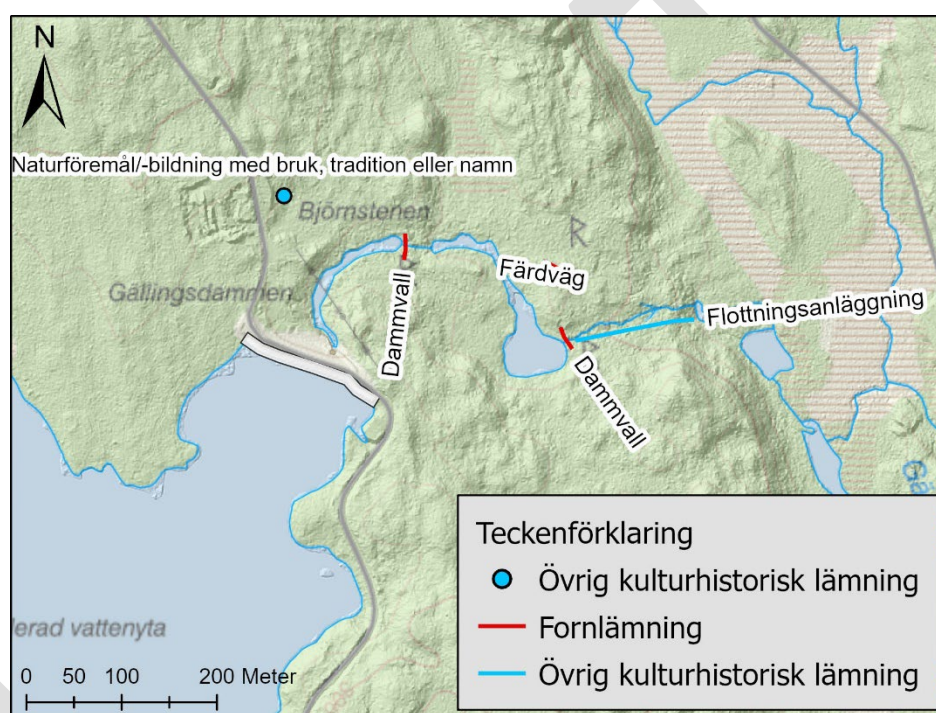 N
Naturföremål/-bildning med bruk, tradition eller namn
Björnstenen
R
Färdväg
Gällingsdammen
Dammvall
Flottningsanläggning
Dammvall
Teckenförklaring
Övrig kulturhistorisk lämning
Fornlämning
Övrig kulturhistorisk lämning
lerad vattenyta
0 50 100 200 Meter